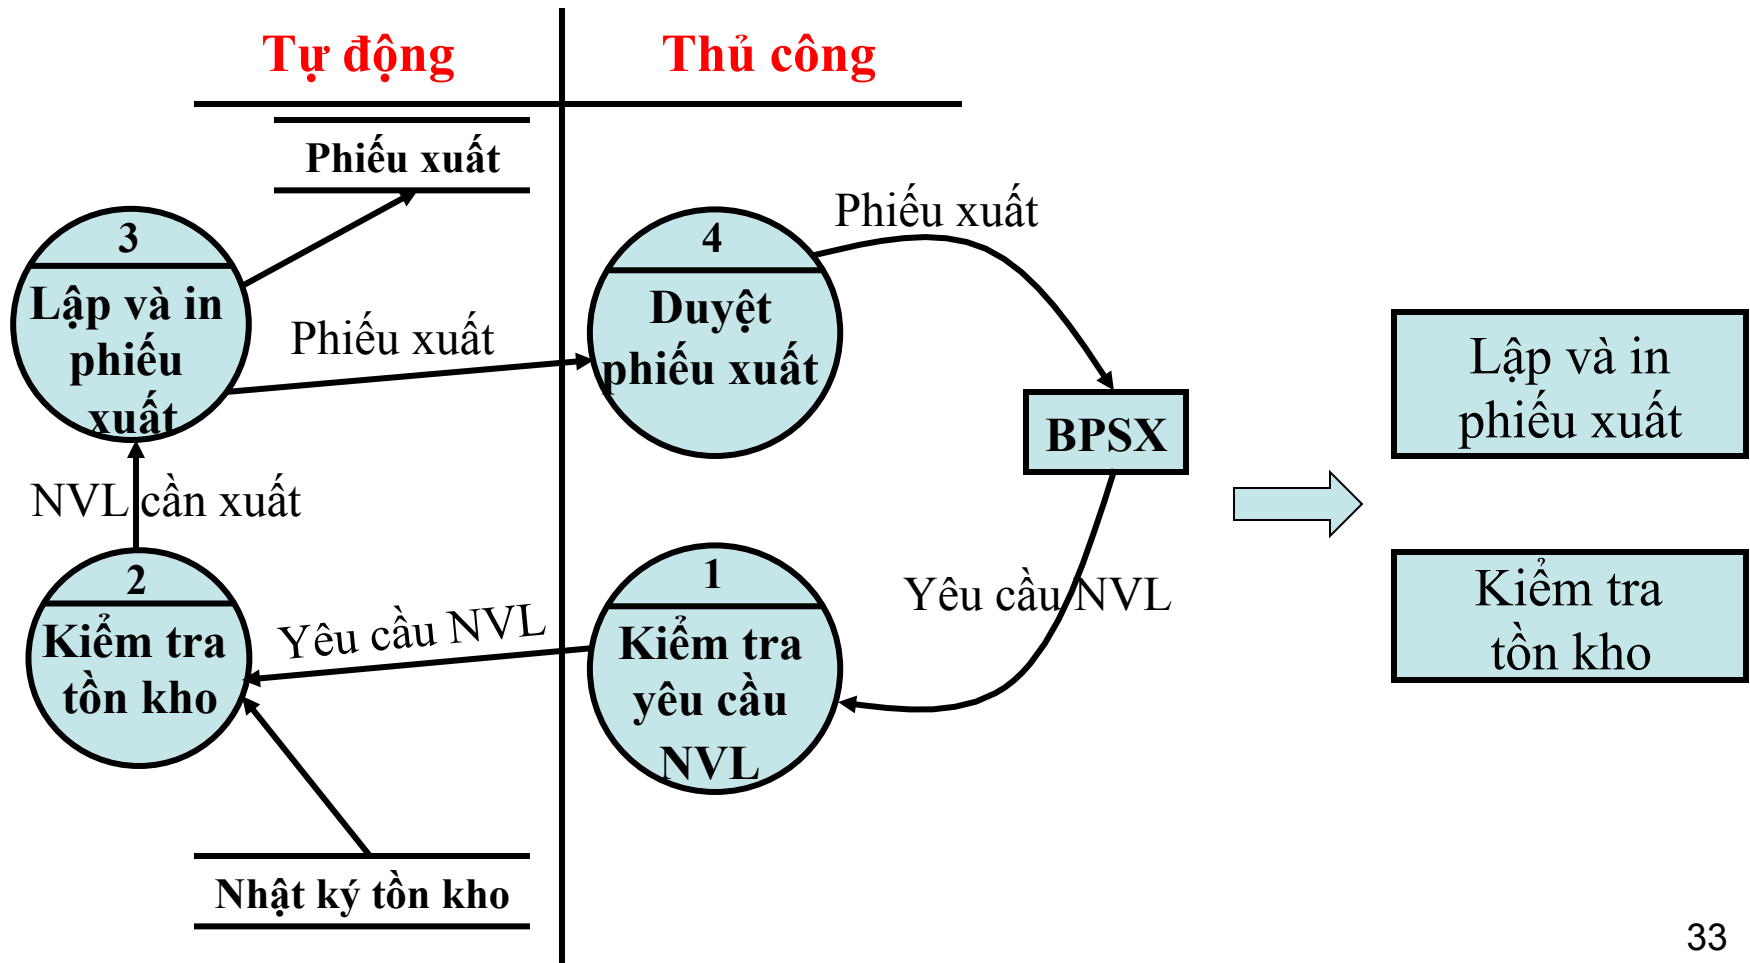 Tự động
Thủ công
Phiếu xuất
3
Lập và in
phiếu
xuất
Phiếu xuất
4
Duyệt
phiếu xuất
Phiếu xuất
BPSX
Lập và in
phiếu xuất
NVL cần xuất
2
Kiểm tra
tồn kho
Yêu cầu NVL
1
Kiểm tra
yêu cầu
NVL
Yêu cầu NVL
Kiểm tra
tồn kho
Nhật ký tồn kho
33